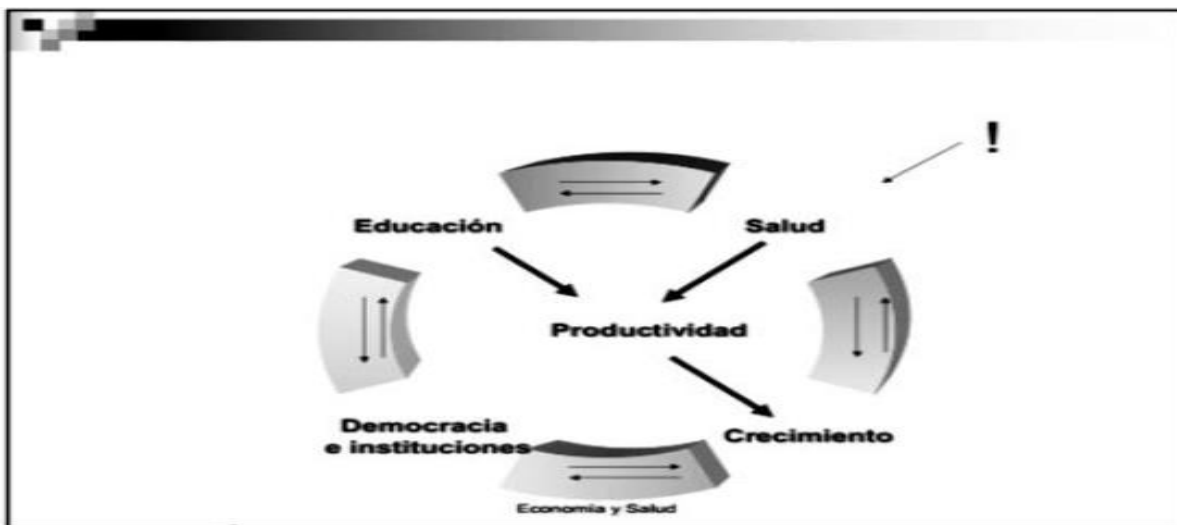 !
Educación
Salud
Productividad
Democracia
e instituciones
Crecimiento
Economía y Salud